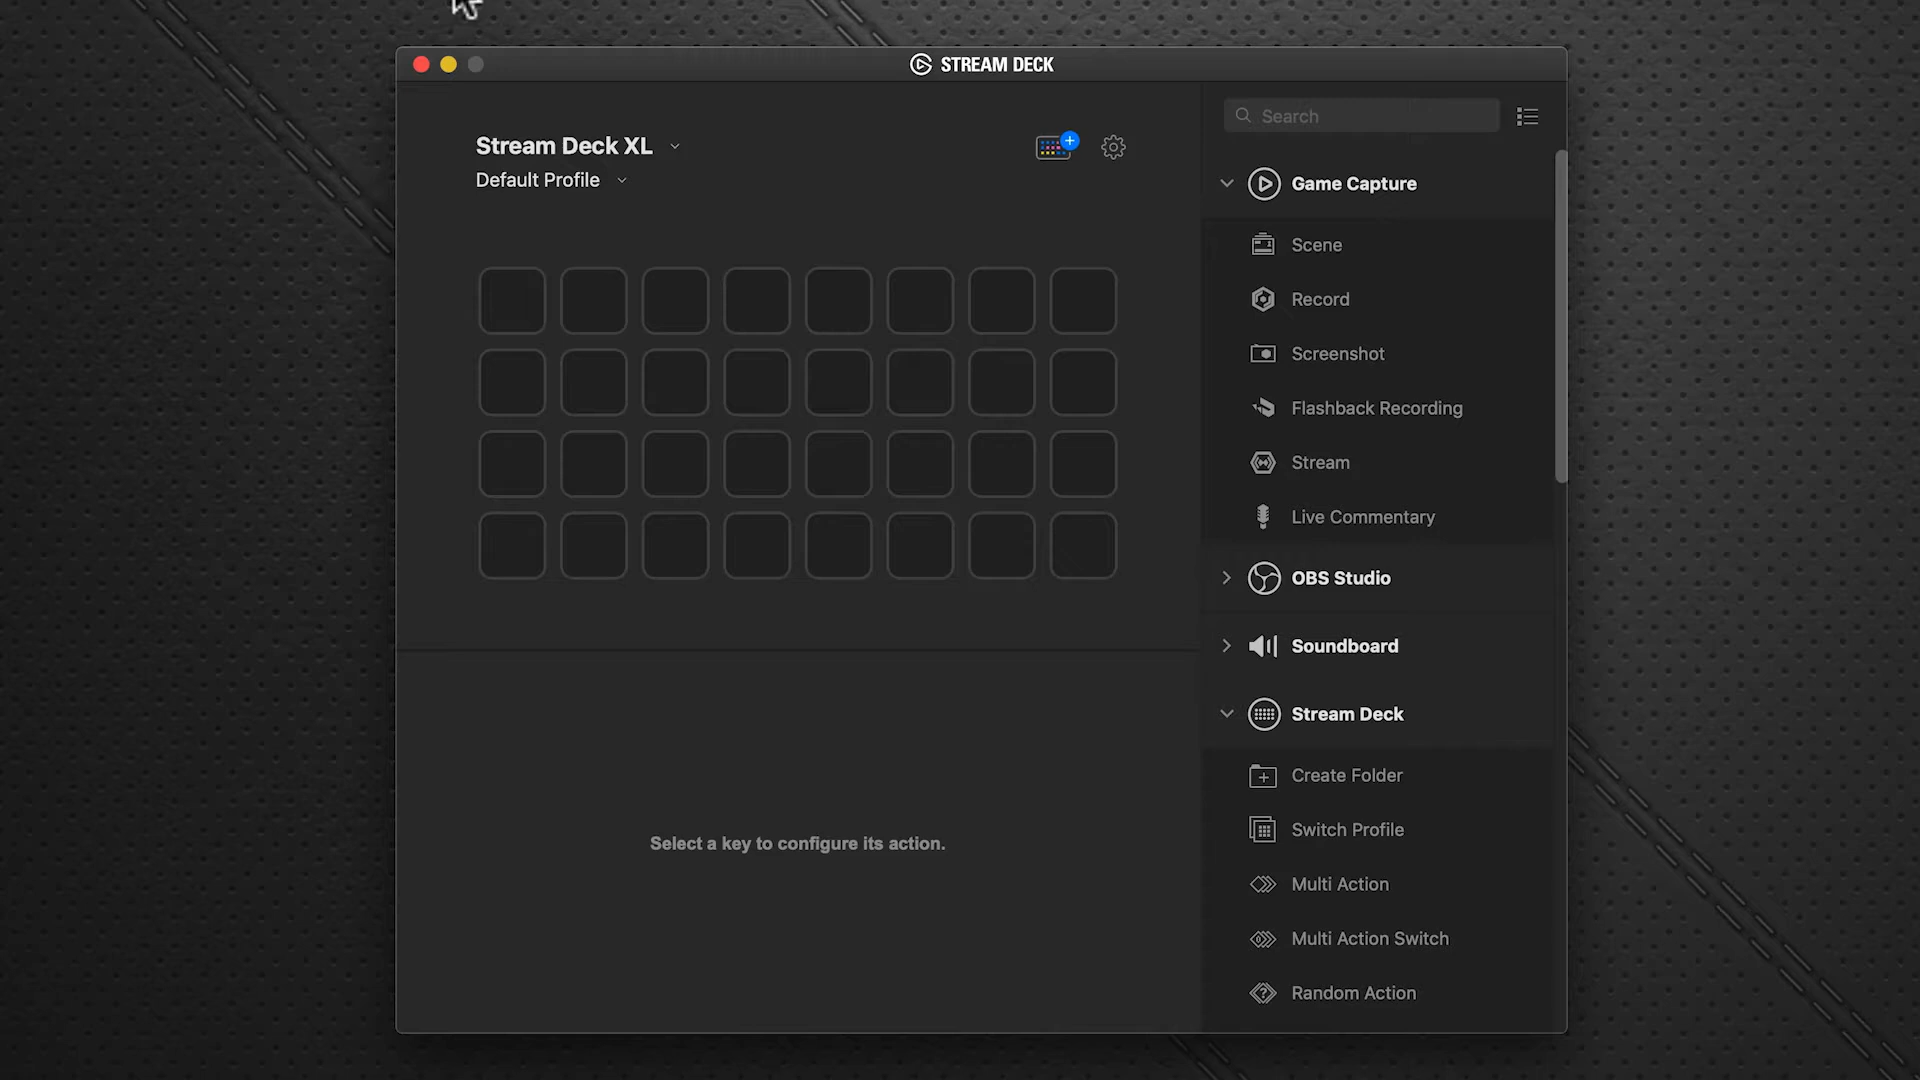 STREAM DECK
Stream Deck XL
Default Profile
Search
Game Capture
Scene
Record
Screenshot
Flashback Recording
Stream
Live Commentary
OBS Studio
Soundboard
Stream Deck
Create Folder
Switch Profile
Multi Action
Multi Action Switch
Random Action
Select a key to configure its action.